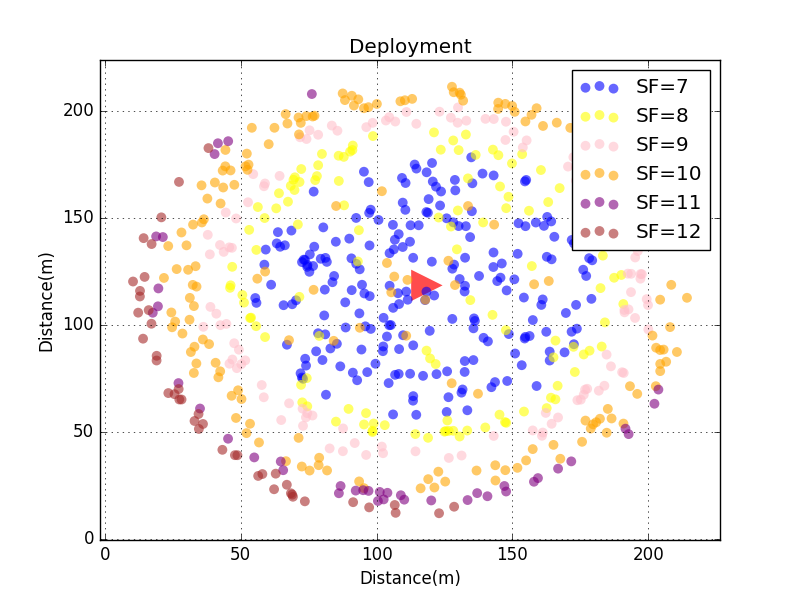 Deployment
SF=7
SF=8
SF=9
SF=10
SF=11
SF=12
200
150
100
50
0
Distance(m)
0 50 100 150 200
Distance(m)